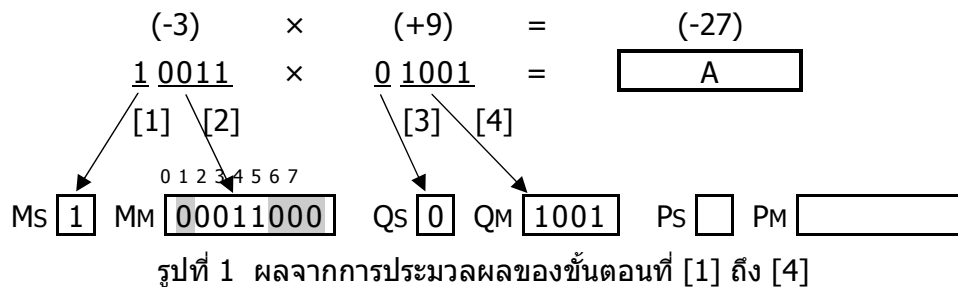 (-3) × (+9) = (-27)
1 0011 × 0 1001 = A
[1] [2] [3] [4]
0 1 2 3 4 5 6 7
MS 1 MM 00011000 QS 0 QM 1001 PS PM
รูปที่ 1 ผลจากการประมวลผลของขั้นตอนที่ [1] ถึง [4]